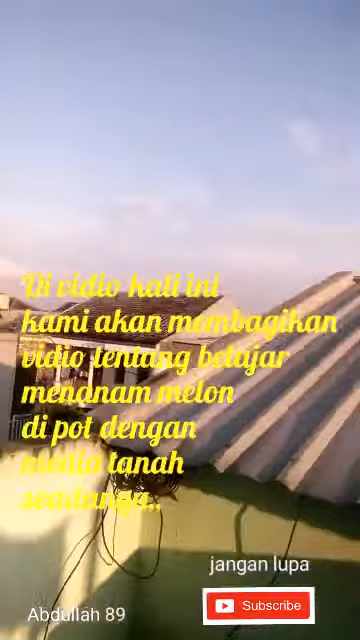 Di vidio kali ini
kami akan membagikan
vidio tentang belajar
menanam melon
di pot dengan
media tanah
seadanya,,
jangan lupa
Subscribe
Abdullah 89